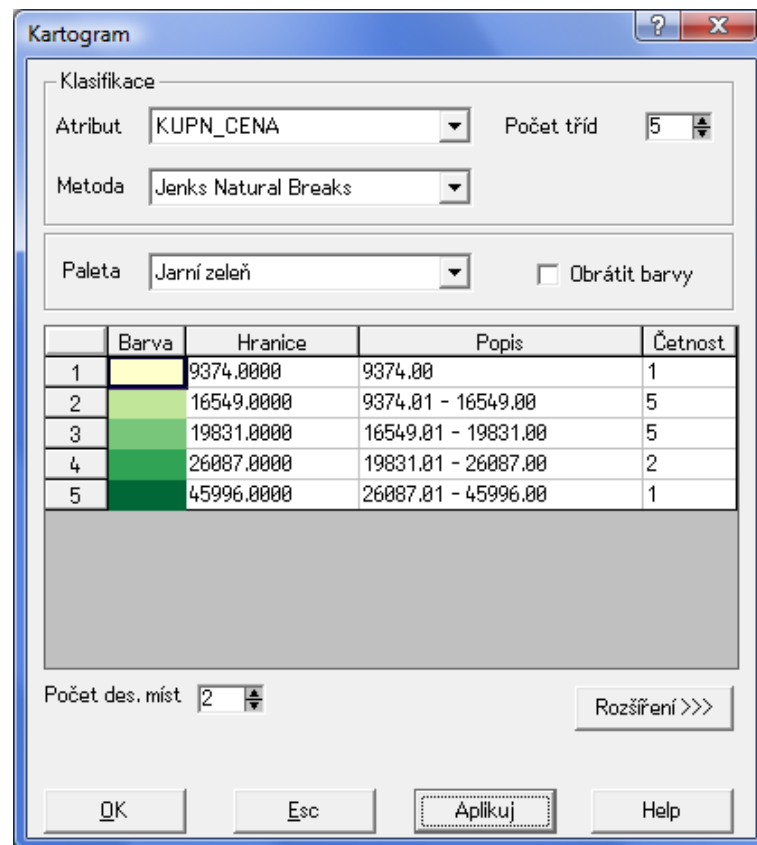 Kartogram
Klasifikace
Atribut KUPN_CENA Počet tříd 5
Metoda Jenks Natural Breaks
Paleta Jarní zeleň Obrátit barvy
Barva Hranice Popis Četnost
1 9374.0000 9374.00 1
2 16549.0000 9374.01 - 16549.00 5
3 19831.0000 16549.01 - 19831.00 5
4 26087.0000 19831.01 - 26087.00 2
5 45996.0000 26087.01 - 45996.00 1
Počet des. míst 2
Rozšíření >>>
OK Esc Aplikuj Help